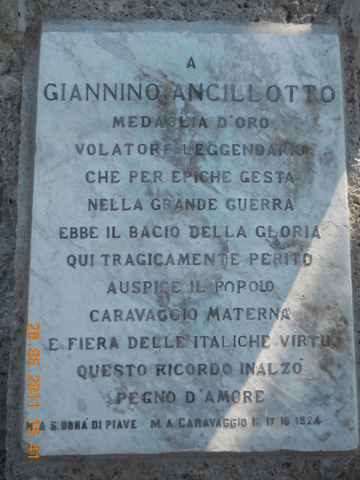 A
GIANNINO ANCILLOTTO
MEDAGLIA D'ORO
VOLATORE LEGGENDARIO
CHE PER EPICHE GESTA
NELLA GRANDE GUERRA
EBBE IL BACIO DELLA GLORIA
QUI TRAGICAMENTE PERITO
AUSPICE IL POPOLO
CARAVAGGIO MATERNA
E FIERA DELLE ITALICHE VIRTU
QUESTO RICORDO INALZO
PEGNO D'AMORE
N. A S. DONÀ DI PIAVE M. A CARAVAGGIO IL 17 10 1924
28 05 2011 15 41